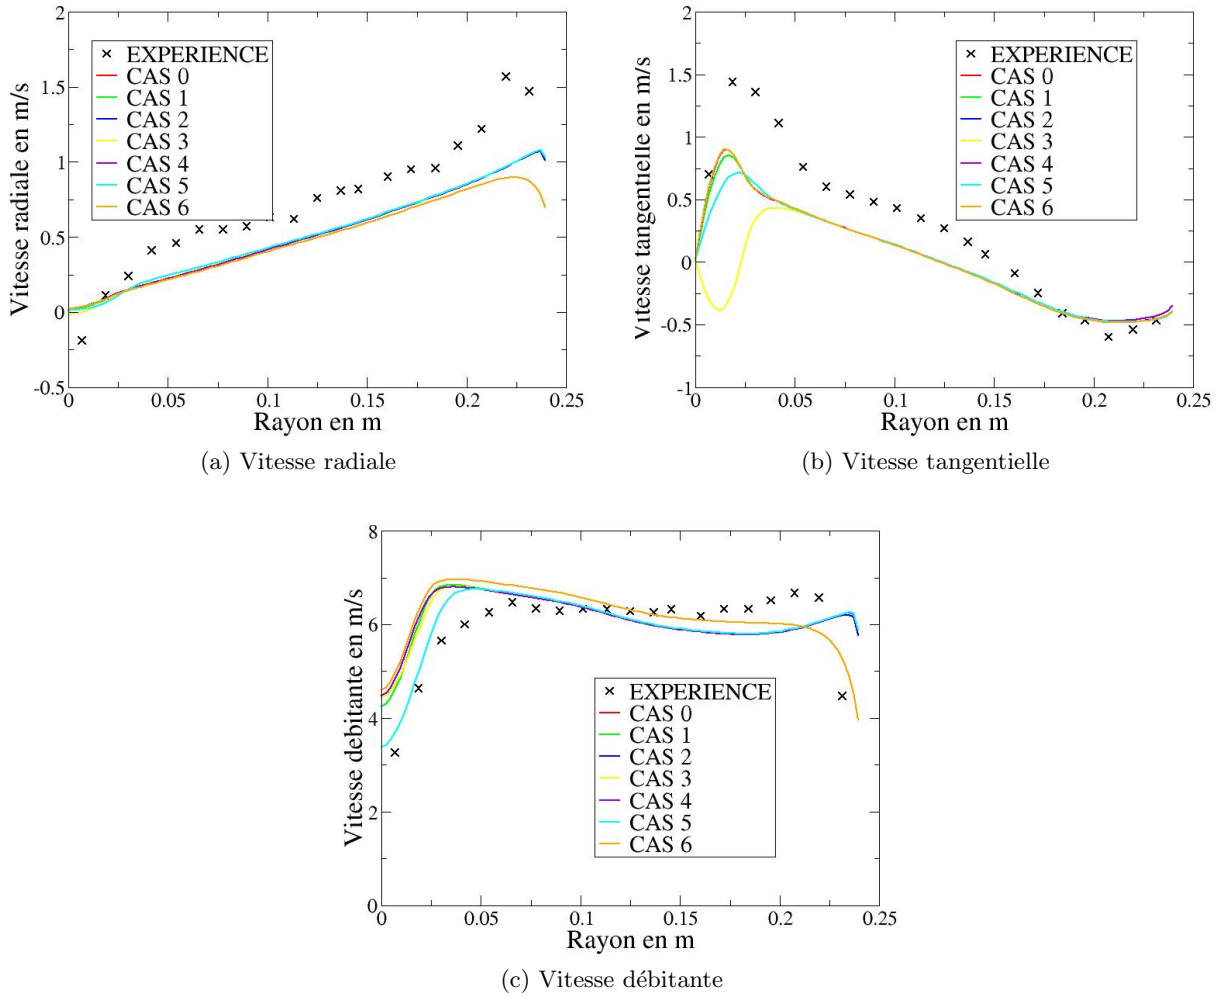 2
1.5
1
0.5
0
-0.5
Vitesse radiale en m/s
EXPERIENCE
CAS 0
CAS 1
CAS 2
CAS 3
CAS 4
CAS 5
CAS 6
0 0.05 0.1 0.15 0.2 0.25
Rayon en m
(a) Vitesse radiale
2
1.5
1
0.5
0
-0.5
-1
Vitesse tangentielle en m/s
EXPERIENCE
CAS 0
CAS 1
CAS 2
CAS 3
CAS 4
CAS 5
CAS 6
0 0.05 0.1 0.15 0.2 0.25
Rayon en m
(b) Vitesse tangentielle
8
6
4
2
0
Vitesse debitante en m/s
EXPERIENCE
CAS 0
CAS 1
CAS 2
CAS 3
CAS 4
CAS 5
CAS 6
0 0.05 0.1 0.15 0.2 0.25
Rayon en m
(c) Vitesse débitante